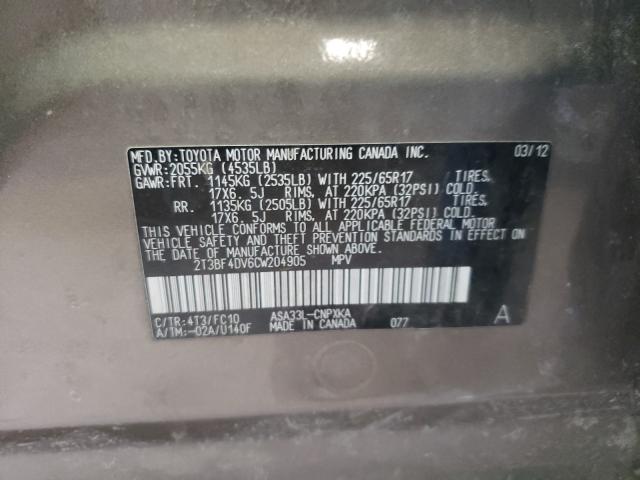 MFD.BY:TOYOTA MOTOR MANUFACTURING CANADA INC. 03/12
GVWR:2055KG (4535LB)
GAWR:FRT. 1145KG (2535LB) WITH 225/65R17 TIRES,
17X6.5J RIMS, AT 220KPA (32PSI) COLD.
RR. 1135KG (2505LB) WITH 225/65R17 TIRES,
17X6.5J RIMS, AT 220KPA (32PSI) COLD.
THIS VEHICLE CONFORMS TO ALL APPLICABLE FEDERAL MOTOR
VEHICLE SAFETY AND THEFT PREVENTION STANDARDS IN EFFECT ON
THE DATE OF MANUFACTURE SHOWN ABOVE.
2T3BF4DV6CW204905 MPV
C/TR:4T3/FC10 ASA33L-CNPXKA A
A/TM:-02A/U140F MADE IN CANADA 077